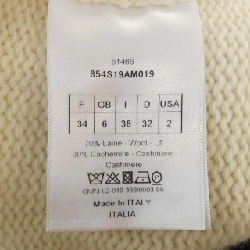 51466
854S19AM019
F GB I D USA
34 6 38 32 2
70% Laine - Wool -
30% Cachemire - Cashmere
Cashmere
Made in ITALY
ITALIA